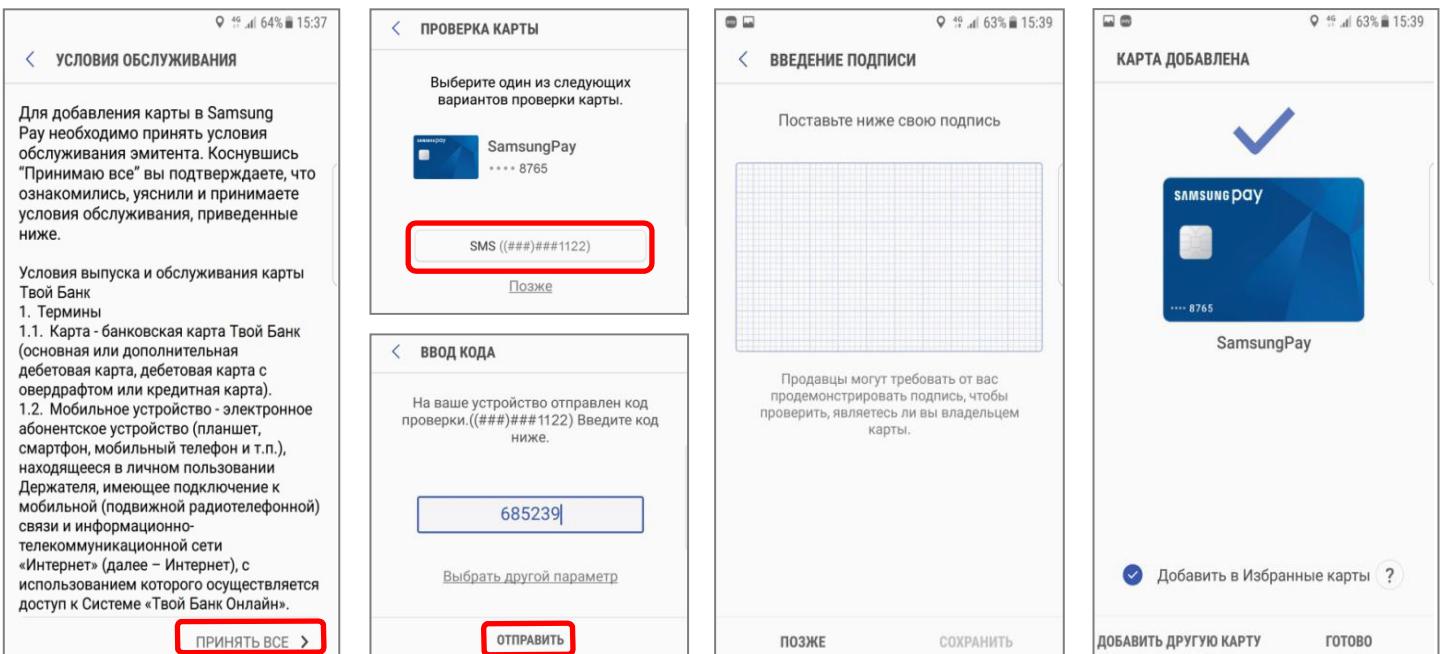 64% 15:37
УСЛОВИЯ ОБСЛУЖИВАНИЯ
Для добавления карты в Samsung
Pay необходимо принять условия
обслуживания эмитента. Коснувшись
“Принимаю все” вы подтверждаете, что
ознакомились, уяснили и принимаете
условия обслуживания, приведенные
ниже.
Условия выпуска и обслуживания карты
Твой Банк
1. Термины
1.1. Карта - банковская карта Твой Банк
(основная или дополнительная
дебетовая карта, дебетовая карта с
овердрафтом или кредитная карта).
1.2. Мобильное устройство - электронное
абонентское устройство (планшет,
смартфон, мобильный телефон и т.п.),
находящееся в личном пользовании
Держателя, имеющее подключение к
мобильной (подвижной радиотелефонной)
связи и информационно-
телекоммуникационной сети
«Интернет» (далее – Интернет), с
использованием которого осуществляется
доступ к Системе «Твой Банк Онлайн».
ПРИНЯТЬ ВСЕ
ПРОВЕРКА КАРТЫ
Выберите один из следующих
вариантов проверки карты.
SamsungPay
•••• 8765
SMS ((###)###1122)
Позже
ВВОД КОДА
На ваше устройство отправлен код
проверки.((###)###1122) Введите код
ниже.
685239
Выбрать другой параметр
ОТПРАВИТЬ
4G 63% 15:39
ВВЕДЕНИЕ ПОДПИСИ
Поставьте ниже свою подпись
Продавцы могут требовать от вас
продемонстрировать подпись, чтобы
проверить, являетесь ли вы владельцем
карты.
ПОЗЖЕ СОХРАНИТЬ
4G 63% 15:39
КАРТА ДОБАВЛЕНА
SAMSUNG pay
•••• 8765
SamsungPay
Добавить в Избранные карты ?
ДОБАВИТЬ ДРУГУЮ КАРТУ ГОТОВО